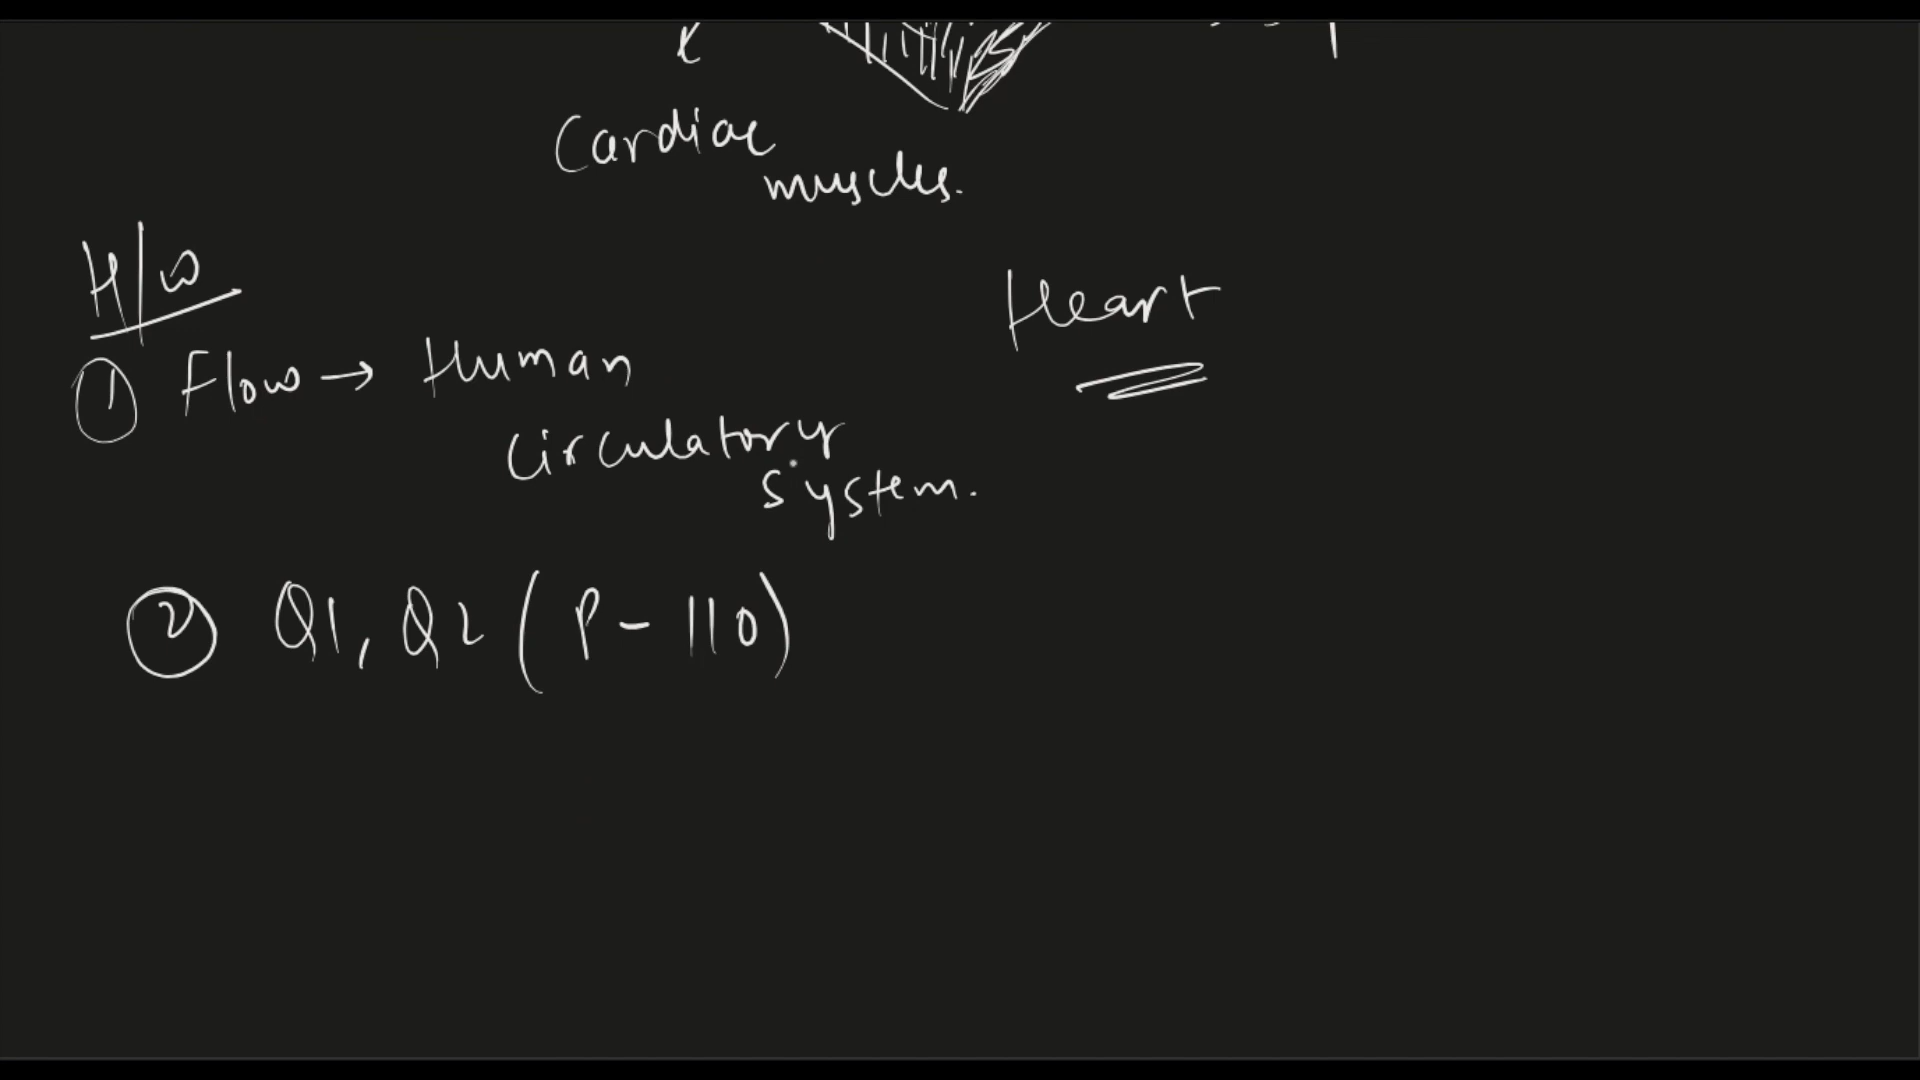 Cardiac
muscles.
H/w
Heart
① Flow → Human
Circulatory
system.
② Q1, Q2 (P-110)